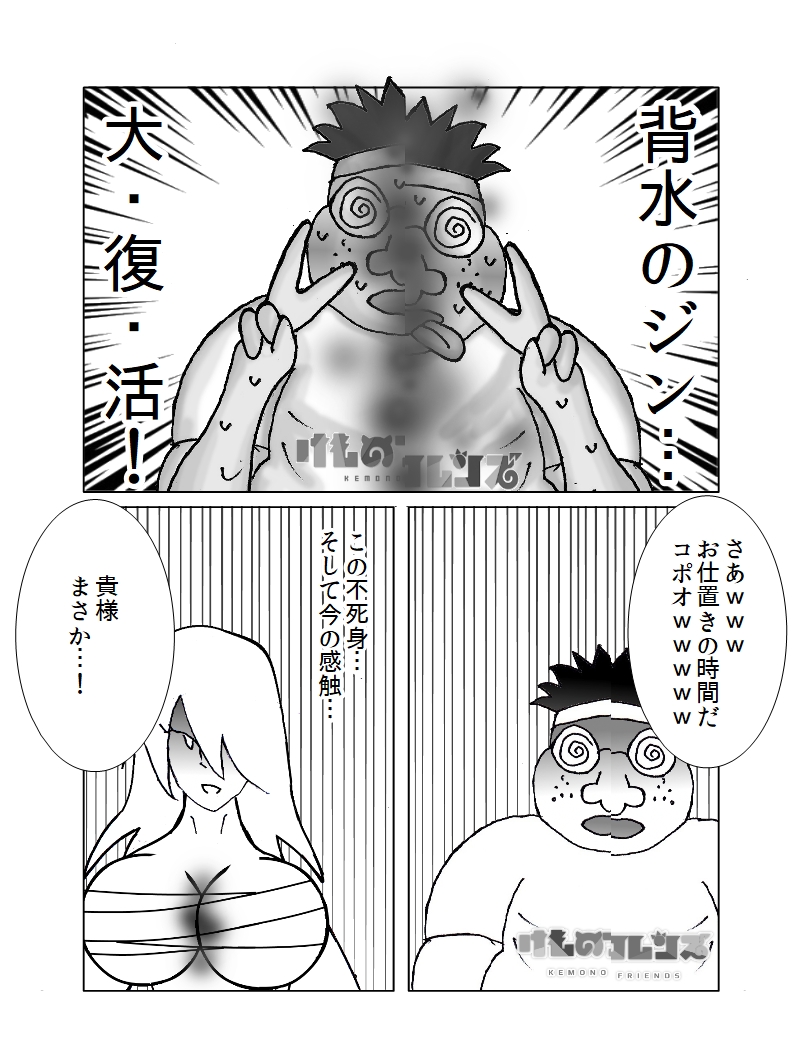 背水のジン…
大・復・活！
けものフレンズ
KEMONO
さあｗｗｗ
お仕置きの時間だ
コポオｗｗｗｗｗ
けものフレンズ
KEMONO FRIENDS
この不死身…
そして今の感触…
貴様
まさか…！